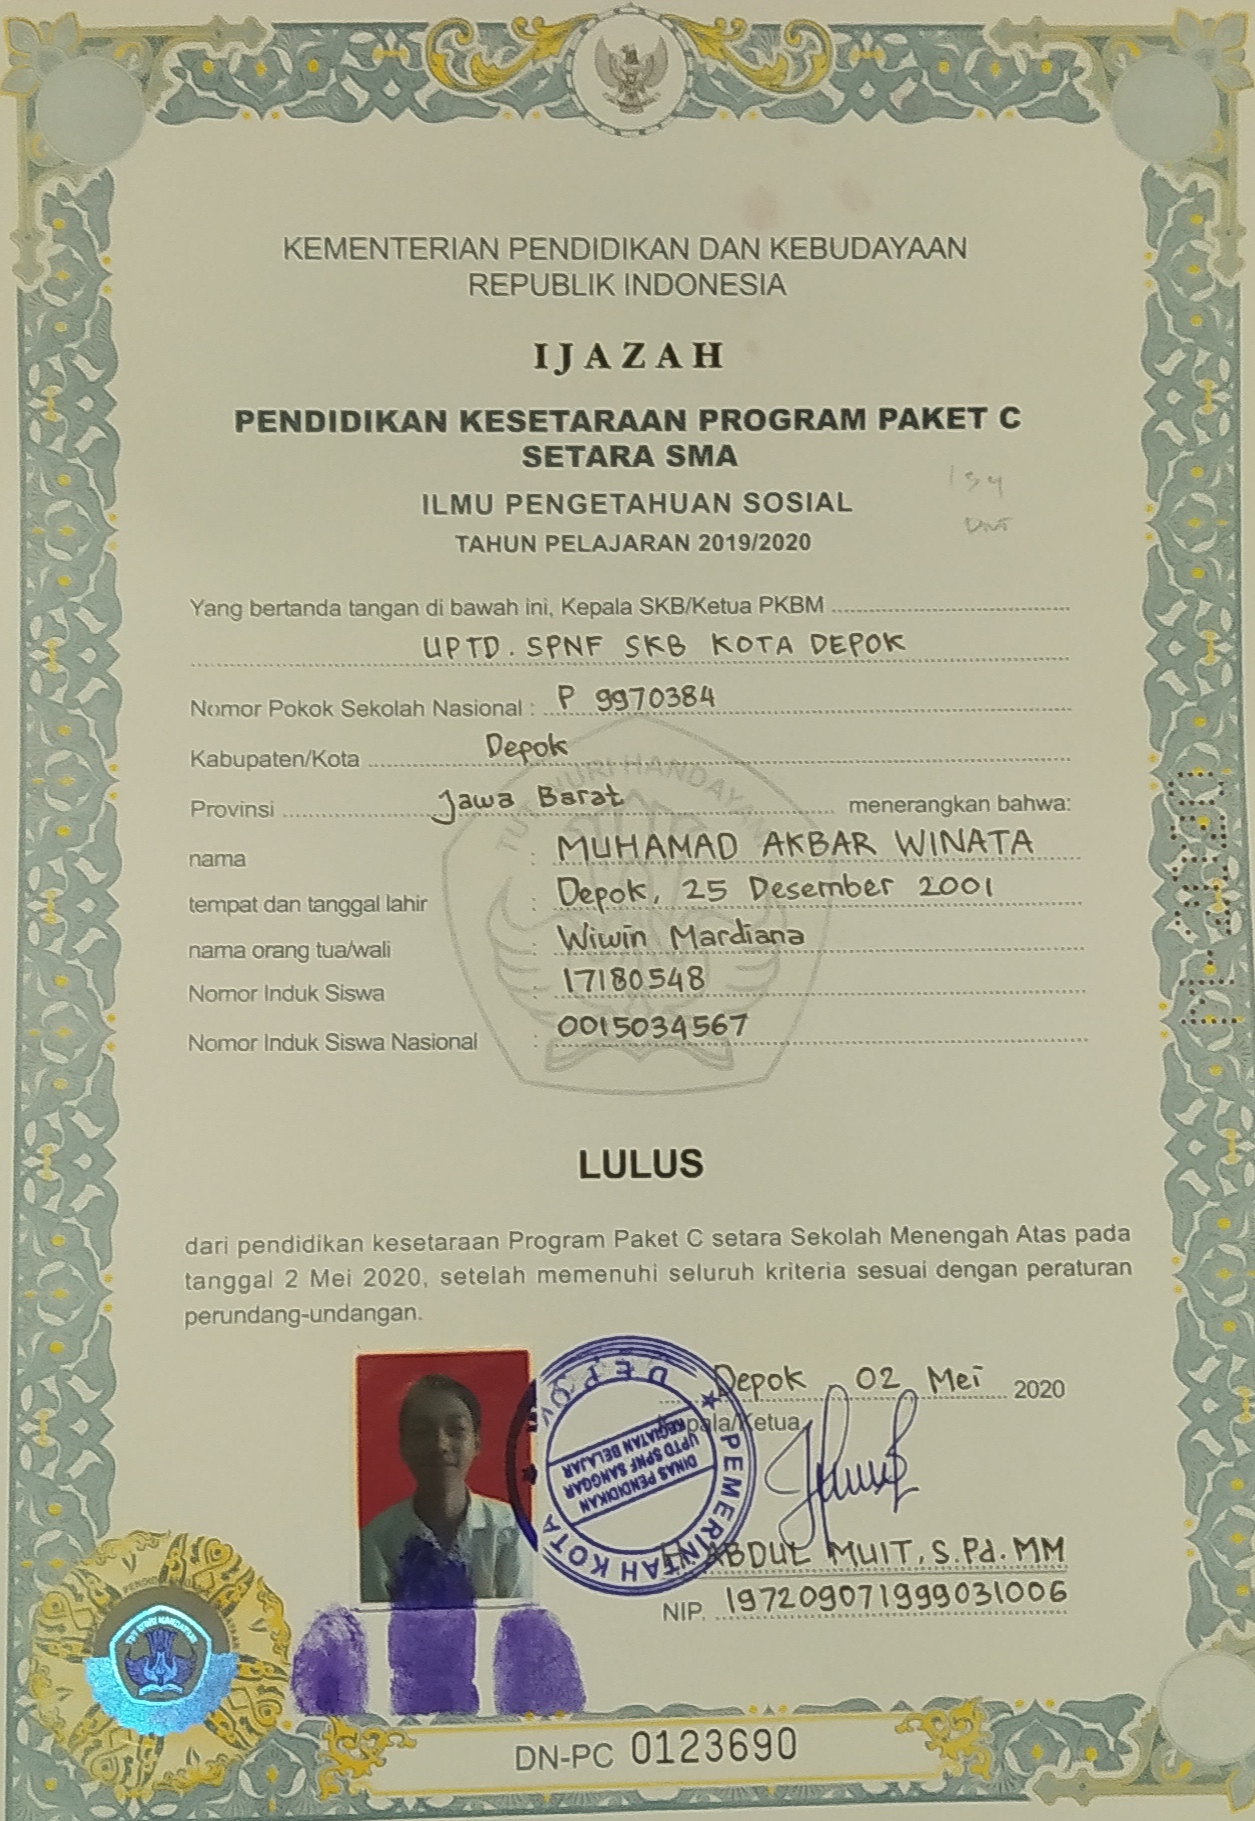 KEMENTERIAN PENDIDIKAN DAN KEBUDAYAAN
REPUBLIK INDONESIA
IJAZAH
PENDIDIKAN KESETARAAN PROGRAM PAKET C
SETARA SMA
ILMU PENGETAHUAN SOSIAL
TAHUN PELAJARAN 2019/2020
Yang bertanda tangan di bawah ini, Kepala SKB/Ketua PKBM
UPTD. SPNF SKB KOTA DEPOK
Nomor Pokok Sekolah Nasional : P 9970384
Kabupaten/Kota Depok
Provinsi Jawa Barat menerangkan bahwa:
nama : MUHAMAD AKBAR WINATA
tempat dan tanggal lahir : Depok, 25 Desember 2001
nama orang tua/wali : Wiwin Mardiana
Nomor Induk Siswa : 17180548
Nomor Induk Siswa Nasional : 0015034567
TUT WURI HANDAYANI
LULUS
dari pendidikan kesetaraan Program Paket C setara Sekolah Menengah Atas pada
tanggal 2 Mei 2020, setelah memenuhi seluruh kriteria sesuai dengan peraturan
perundang-undangan.
Depok, 02 Mei 2020
Kepala/Ketua,
PEMERINTAH KOTA DEPOK
DINAS PENDIDIKAN
UPTD SPNF SANGGAR
KEGIATAN BELAJAR
H. ABDUL MUIT, S.Pd. MM
NIP. 197209071999031006
TUT WURI HANDAYANI
DN-PC 0123690